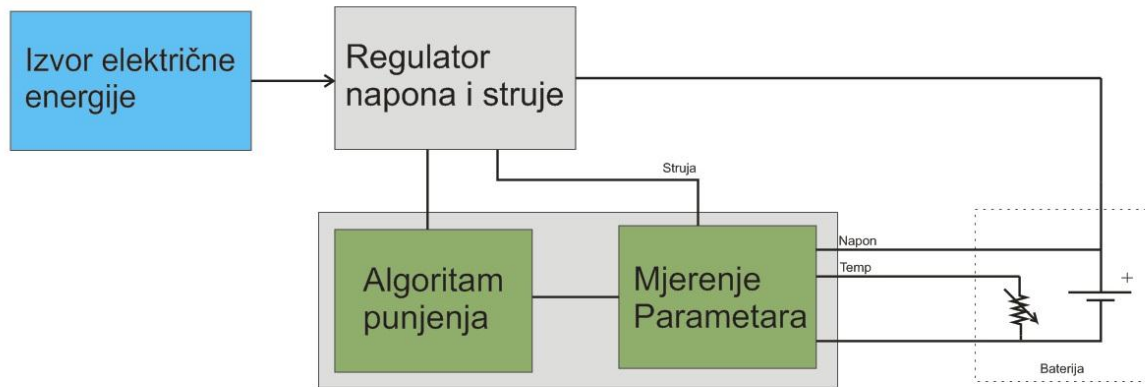 Izvor električne
energije
Regulator
napona i struje
Struja
Algoritam
punjenja
Mjerenje
Parametara
Napon
Temp
+
Baterija